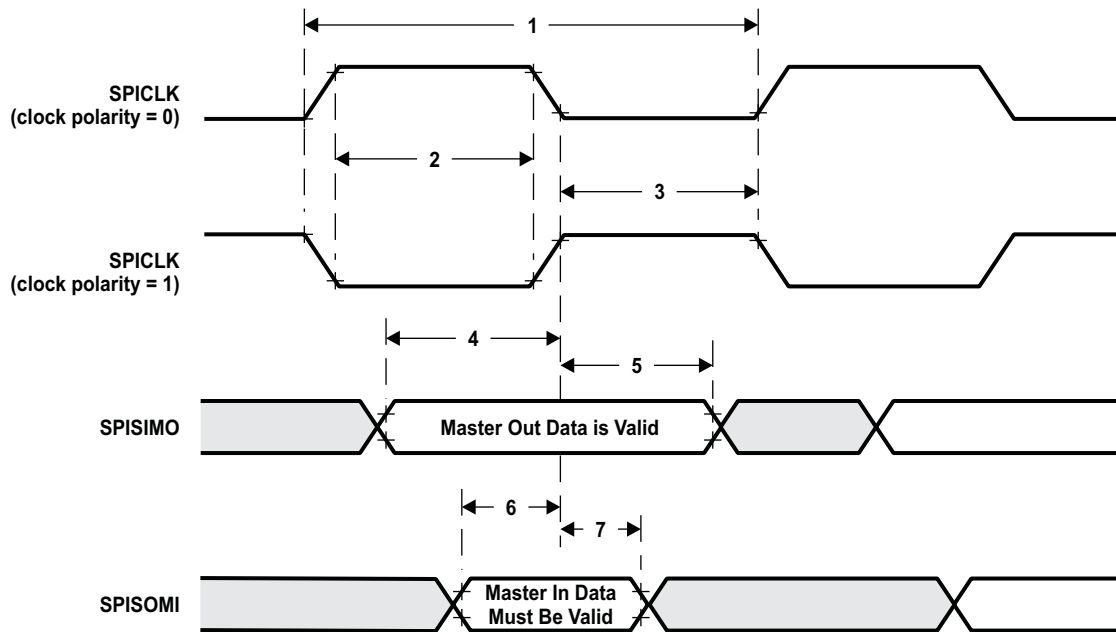 1
SPICLK
(clock polarity = 0)
2
3
SPICLK
(clock polarity = 1)
4
5
SPISIMO
Master Out Data is Valid
6
7
SPISOMI
Master In Data
Must Be Valid